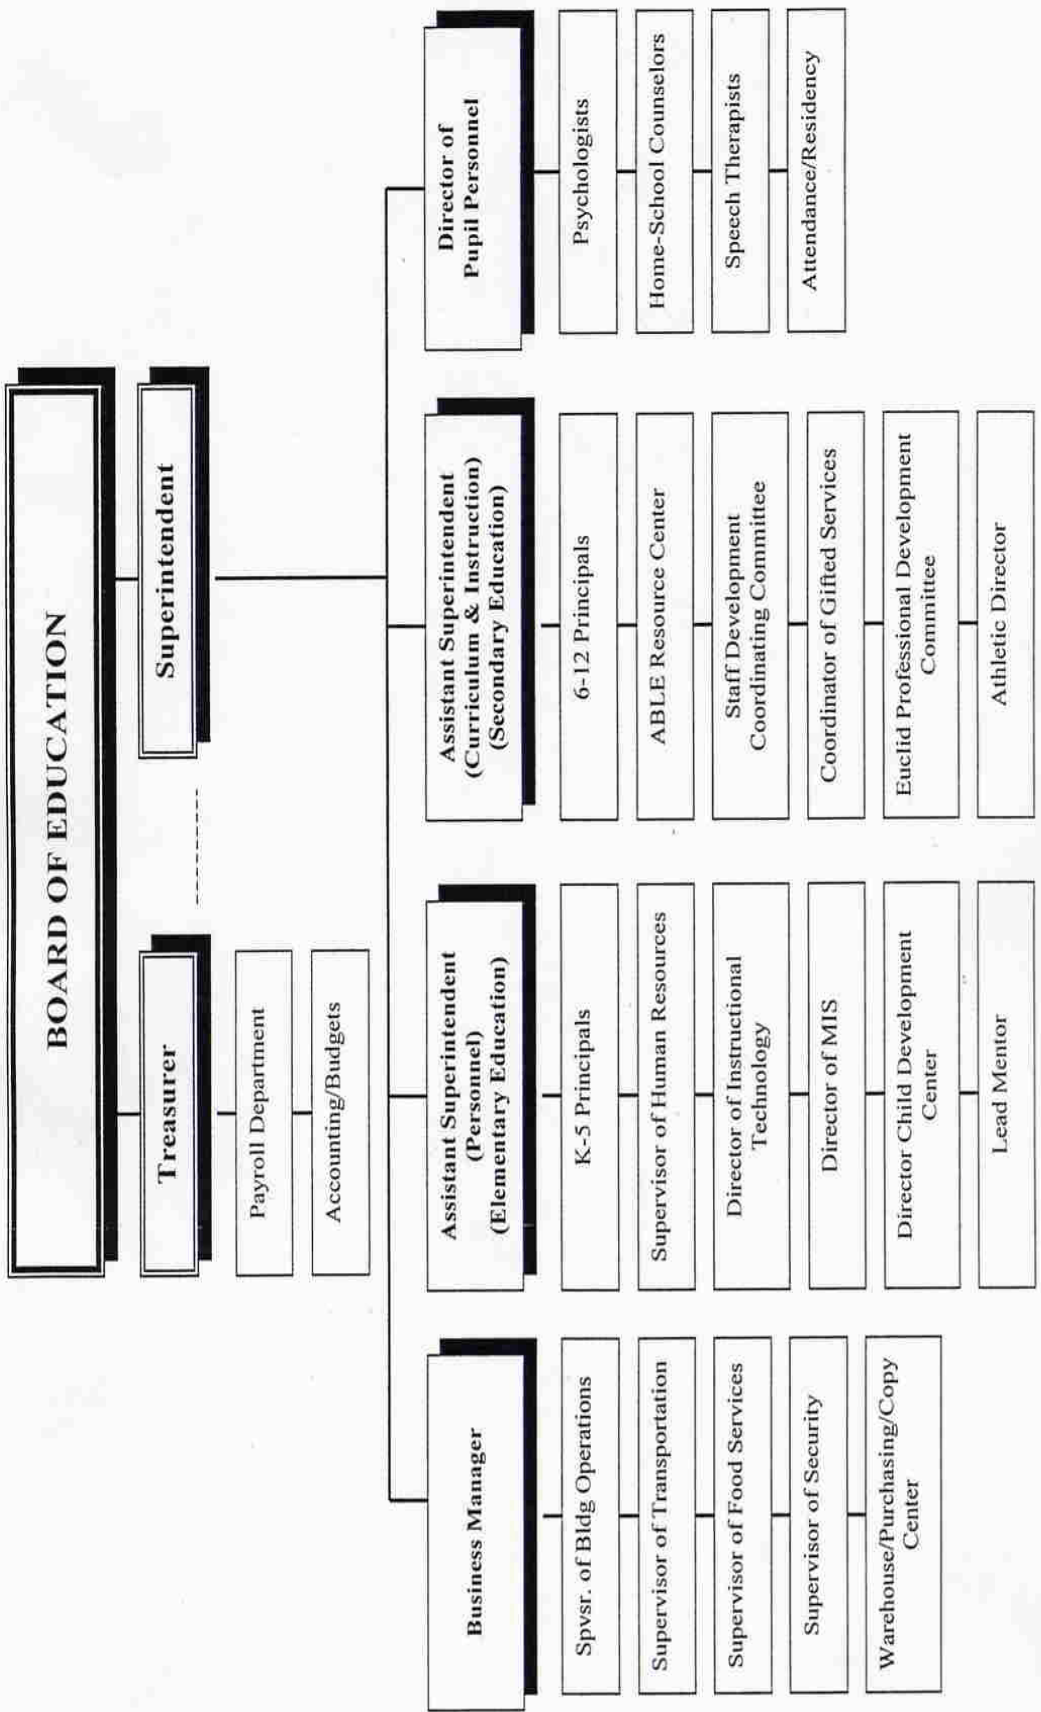 BOARD OF EDUCATION
Treasurer
Superintendent
Payroll Department
Accounting/Budgets
Business Manager
Spvsr. of Bldg Operations
Supervisor of Transportation
Supervisor of Food Services
Supervisor of Security
Warehouse/Purchasing/Copy
Center
Assistant Superintendent
(Personnel)
(Elementary Education)
K-5 Principals
Supervisor of Human Resources
Director of Instructional
Technology
Director of MIS
Director Child Development
Center
Lead Mentor
Assistant Superintendent
(Curriculum & Instruction)
(Secondary Education)
6-12 Principals
ABLE Resource Center
Staff Development
Coordinating Committee
Coordinator of Gifted Services
Euclid Professional Development
Committee
Athletic Director
Director of
Pupil Personnel
Psychologists
Home-School Counselors
Speech Therapists
Attendance/Residency